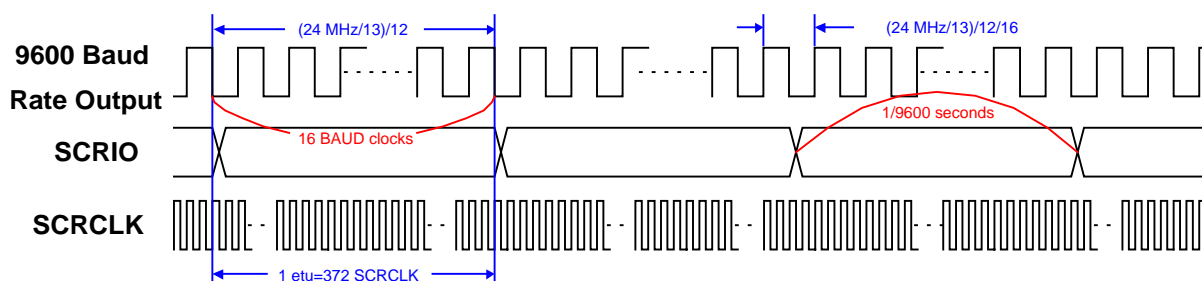 (24 MHz/13)/12
(24 MHz/13)/12/16
9600 Baud
Rate Output
16 BAUD clocks
1/9600 seconds
SCRIO
SCRCLK
1 etu=372 SCRCLK